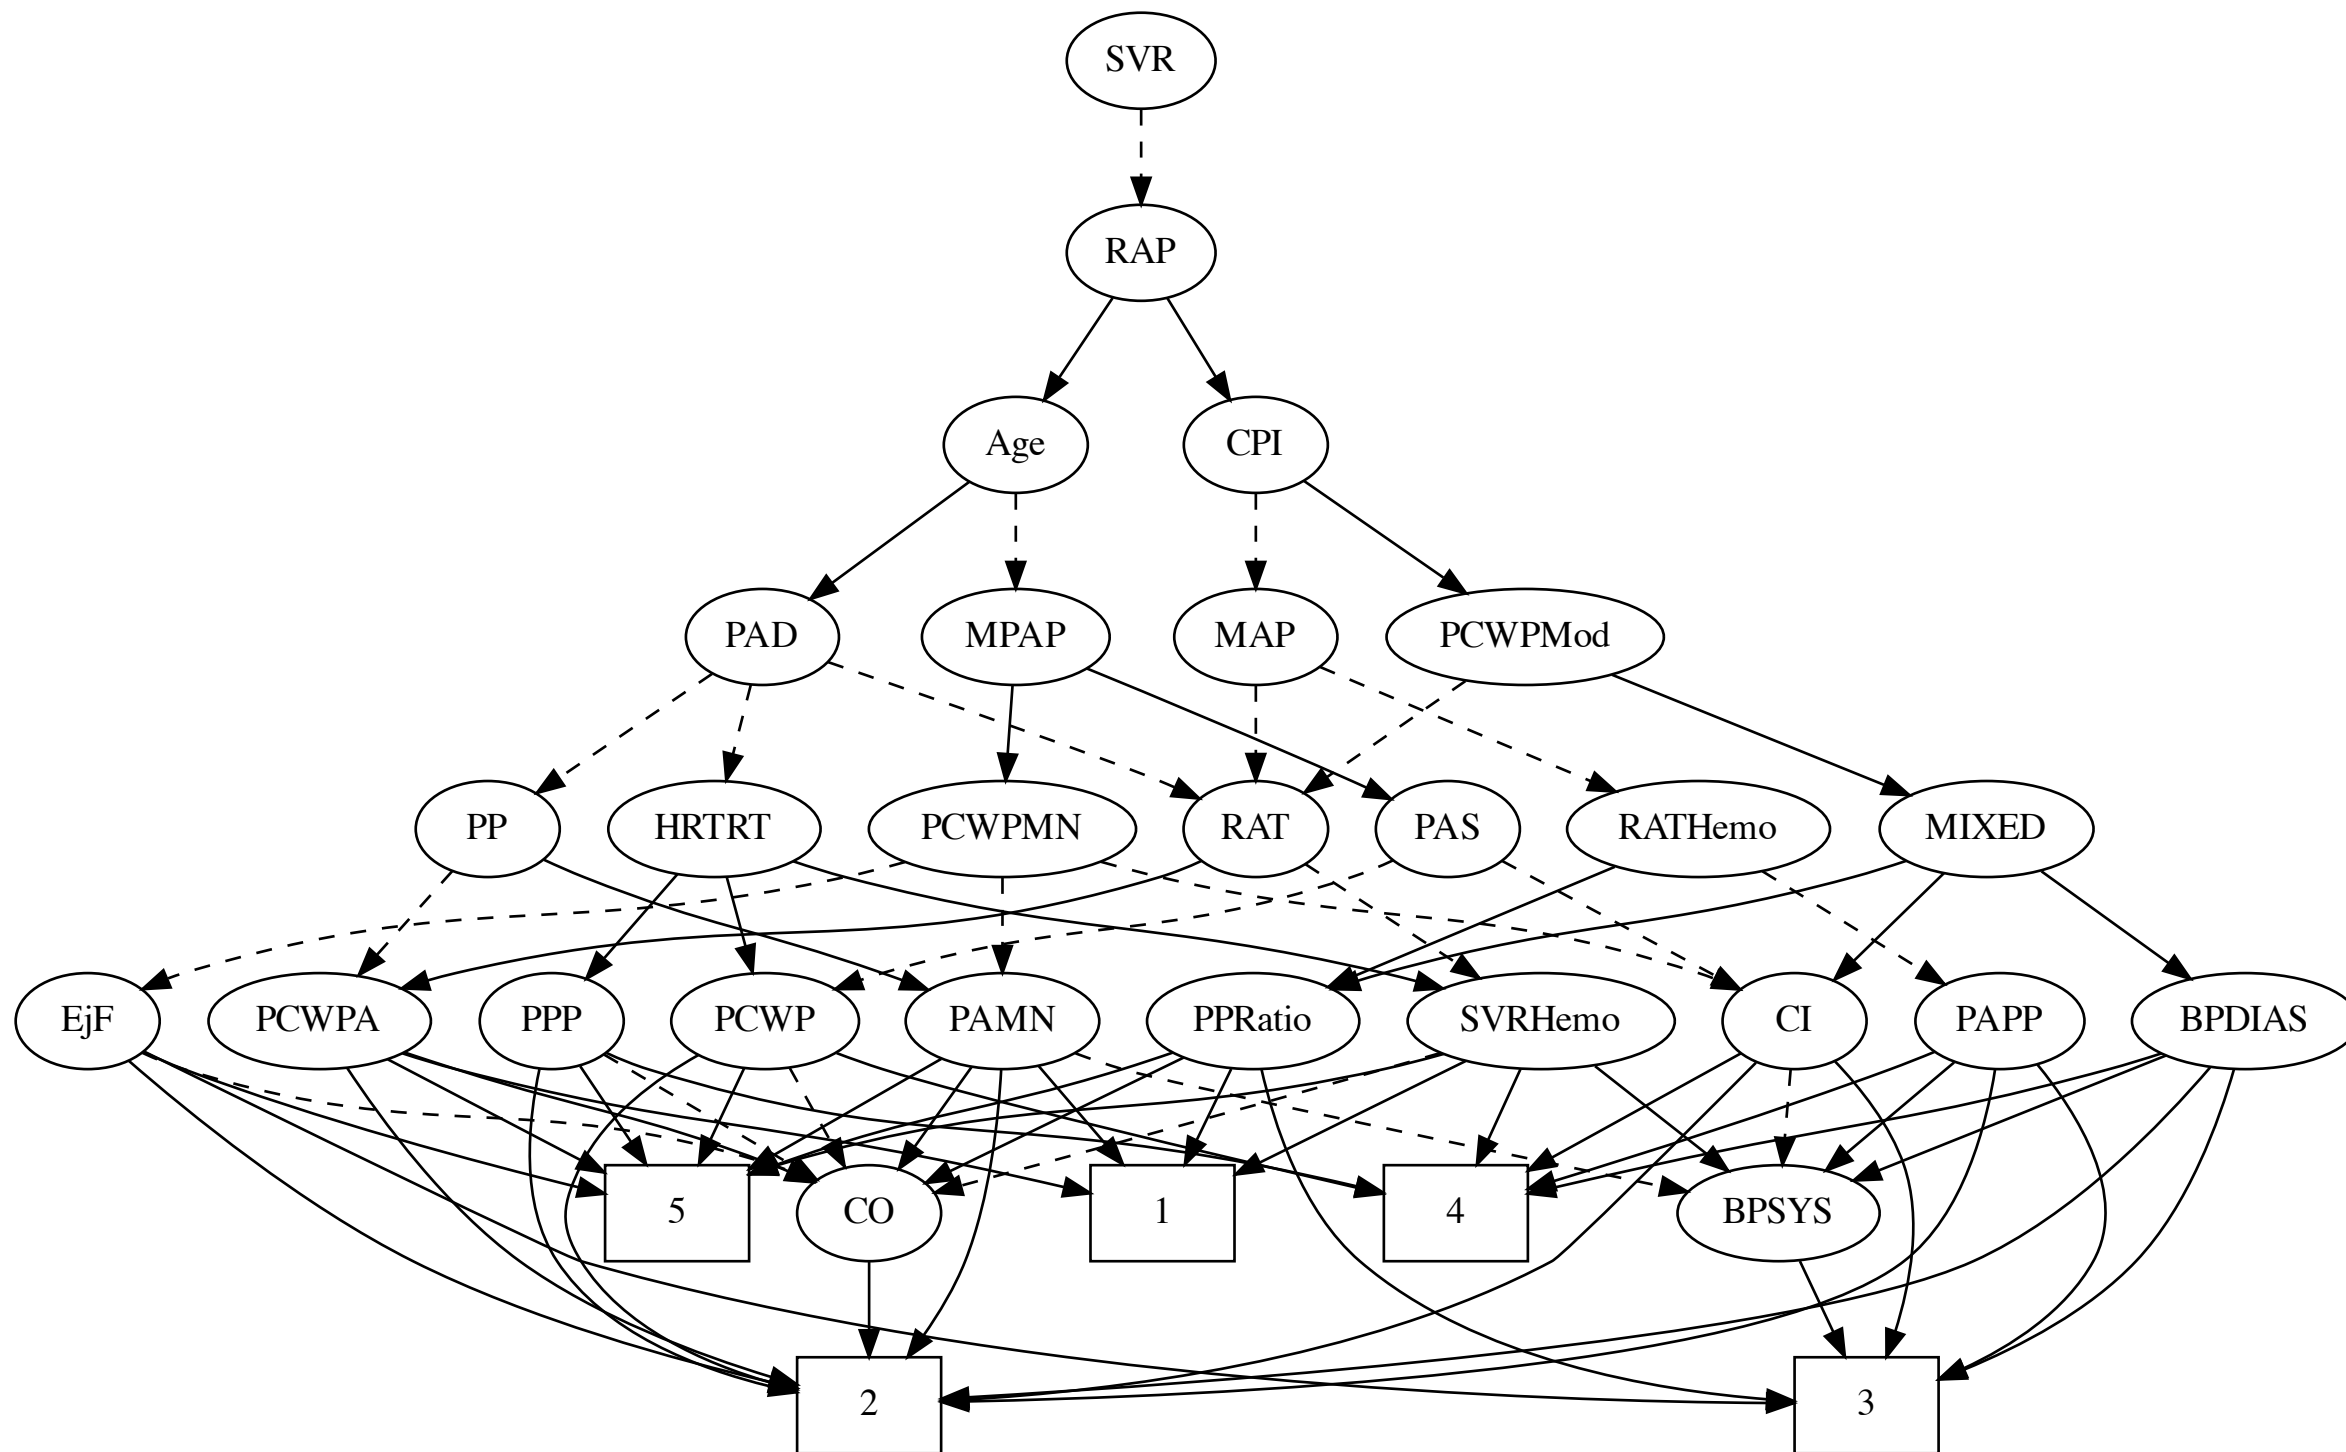 SVR
RAP
Age
CPI
PAD
MPAP
MAP
PCWPMod
PP
HRTRT
PCWPMN
RAT
PAS
RATHemo
MIXED
EjF
PCWPA
PPP
PCWP
PAMN
PPRatio
SVRHemo
CI
PAPP
BPDIAS
5
CO
1
4
BPSYS
2
3